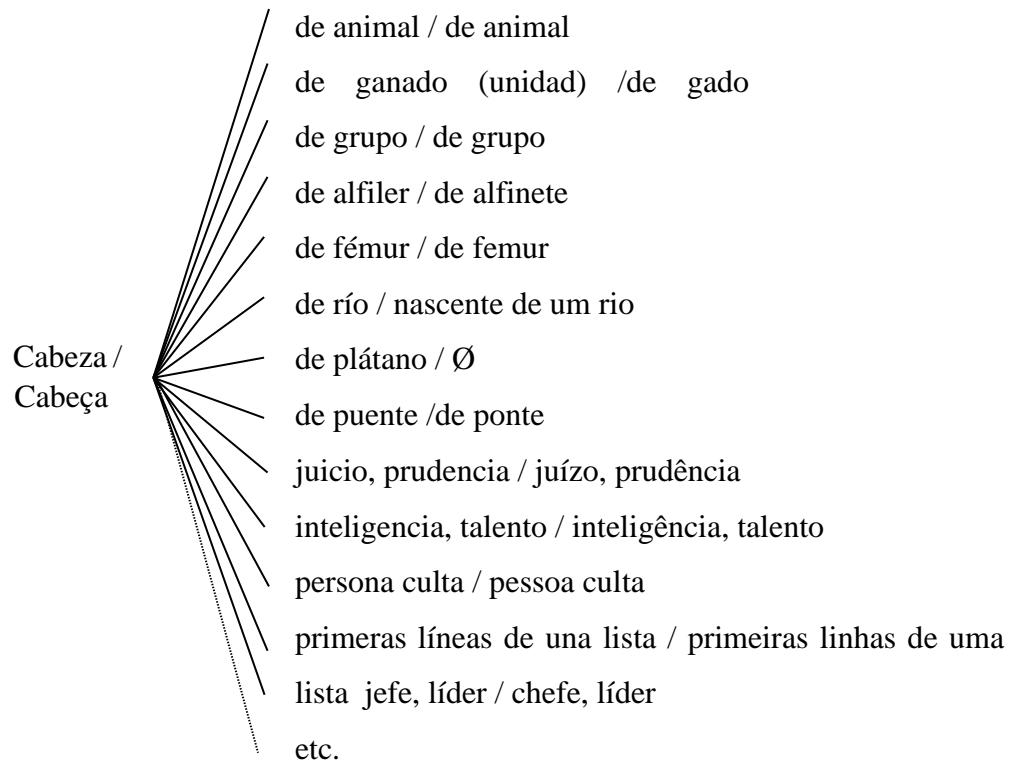 de animal / de animal
de ganado (unidad) /de gado
de grupo / de grupo
de alfiler / de alfinete
de fémur / de femur
de río / nascente de um rio
Cabeza /
Cabeça
de plátano / Ø
de puente /de ponte
juicio, prudencia / juízo, prudência
inteligencia, talento / inteligência, talento
persona culta / pessoa culta
primeras líneas de una lista / primeiras linhas de uma
lista jefe, líder / chefe, líder
etc.